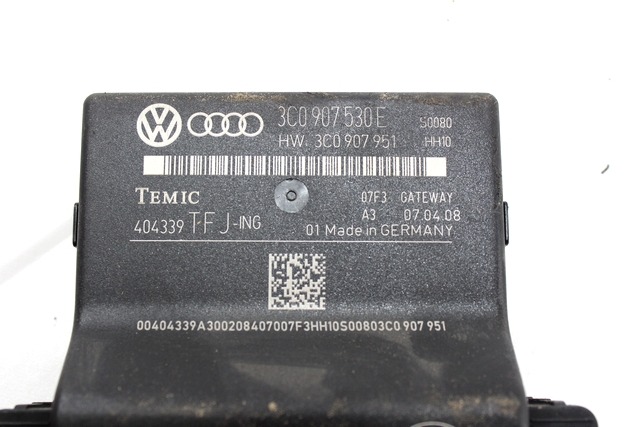 3C0 907 530 E S0080
HW: 3C0 907 951 HH10
TEMIC 07F3 GATEWAY
A3 07.04.08
404339 TFJ-ING 01 Made in GERMANY
00404339A300208407007F3HH10S00803C0 907 951